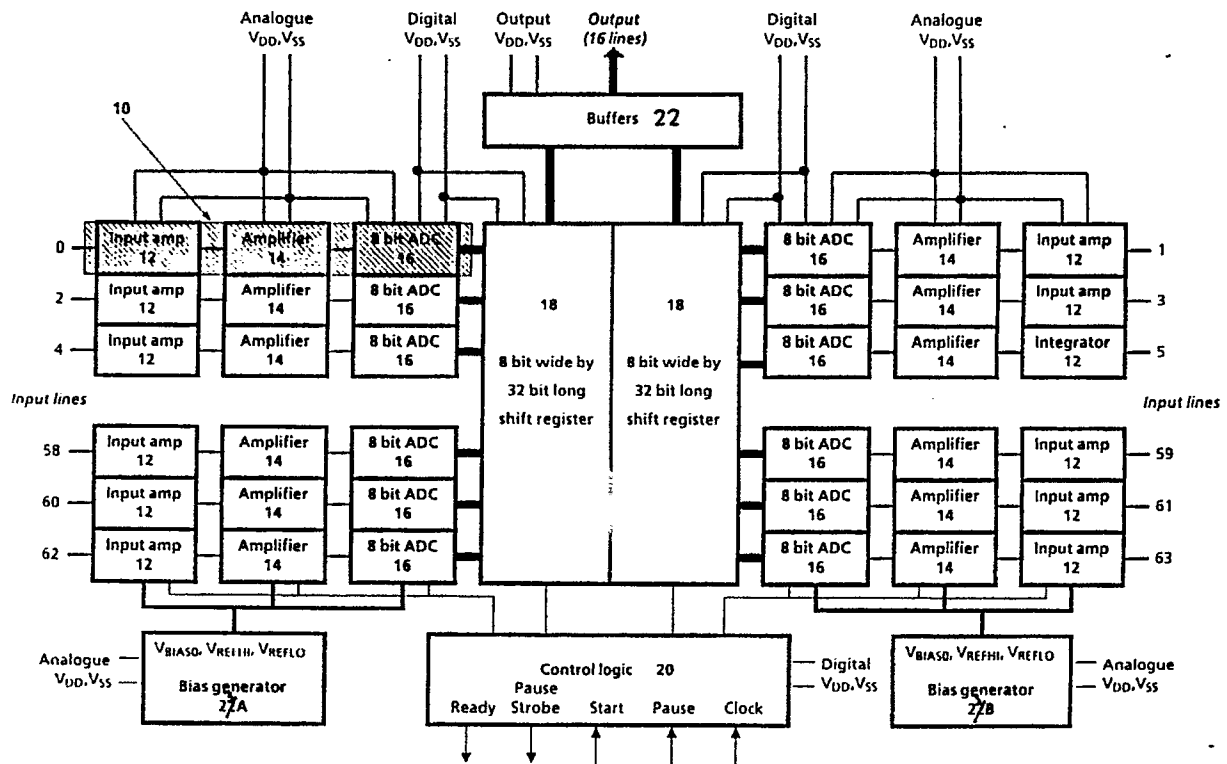 Analogue
VDD,VSS
Digital
VDD,VSS
Output
VDD,VSS
Output
(16 lines)
Digital
VDD,VSS
Analogue
VDD,VSS
10
Buffers 22
0
Input amp
12
Amplifier
14
8 bit ADC
16
8 bit ADC
16
Amplifier
14
Input amp
12
1
2
Input amp
12
Amplifier
14
8 bit ADC
16
8 bit ADC
16
Amplifier
14
Input amp
12
3
4
Input amp
12
Amplifier
14
8 bit ADC
16
8 bit ADC
16
Amplifier
14
Integrator
12
5
18
8 bit wide by
32 bit long
shift register
18
8 bit wide by
32 bit long
shift register
Input lines
Input lines
58
Input amp
12
Amplifier
14
8 bit ADC
16
8 bit ADC
16
Amplifier
14
Input amp
12
59
60
Input amp
12
Amplifier
14
8 bit ADC
16
8 bit ADC
16
Amplifier
14
Input amp
12
61
62
Input amp
12
Amplifier
14
8 bit ADC
16
8 bit ADC
16
Amplifier
14
Input amp
12
63
Analogue
VDD,VSS
VBIAS0, VREFHI, VREFLO
Bias generator
Control logic 20
Ready
Pause
Strobe
Start
Pause
Clock
Digital
VDD,VSS
VBIAS0, VREFHI, VREFLO
Bias generator
Analogue
VDD,VSS